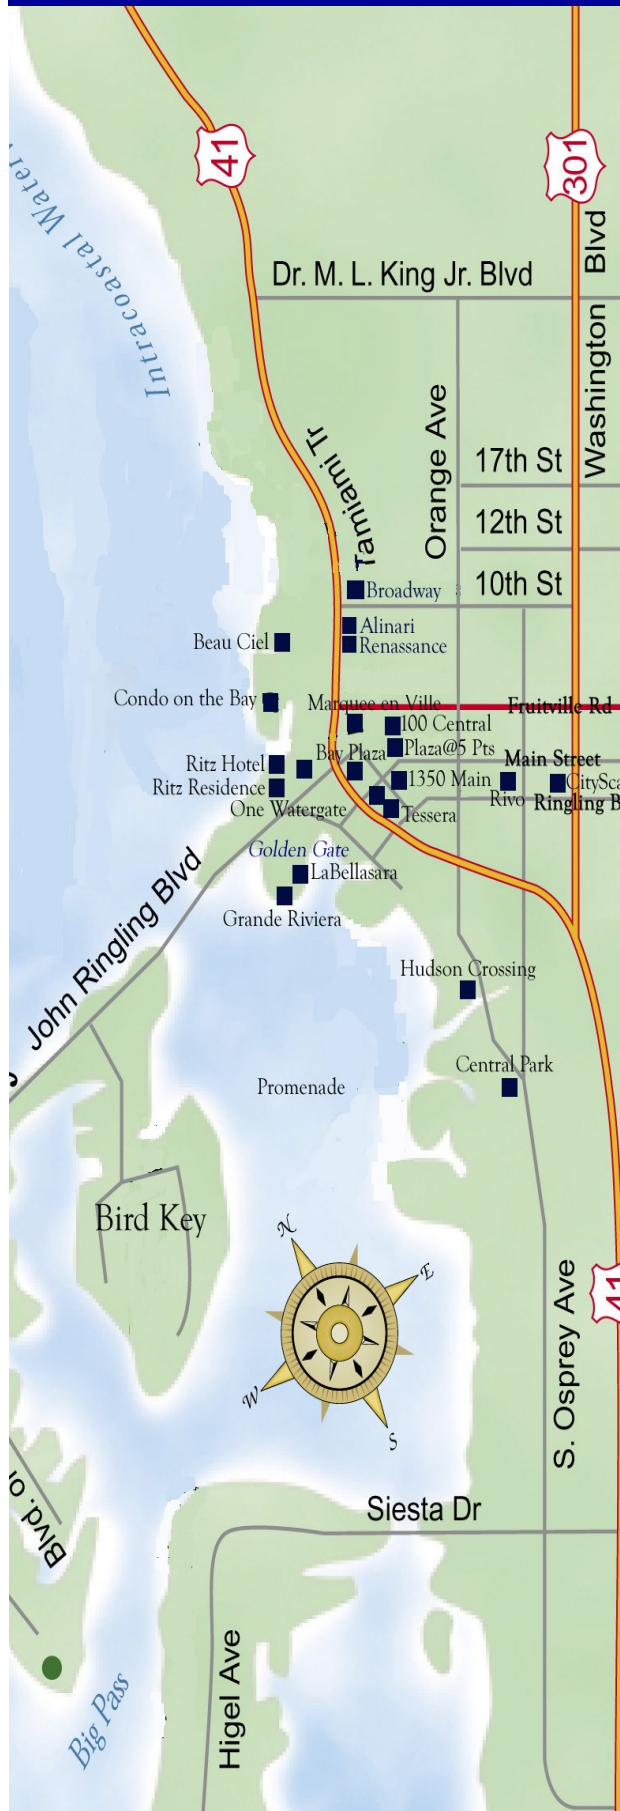 41
301
Intracoastal
Dr. M. L. King Jr. Blvd
Washington Blvd
Orange Ave
Tamiami Tr
17th St
12th St
10th St
Broadway
Alinari
Renassance
Beau Ciel
Condo on the Bay
Marquee en Ville
Fruitville Rd
100 Central
Plaza@5 Pts
Bay Plaza
Main Street
Ritz Hotel
Ritz Residence
1350 Main
Rivo
One Watergate
Tessera
Golden Gate
LaBellasara
Grande Riviera
John Ringling Blvd
Hudson Crossing
Central Park
Promenade
Bird Key
N
E
W
S
41
S. Osprey Ave
Siesta Dr
Blvd. of
Higel Ave
Big Pass